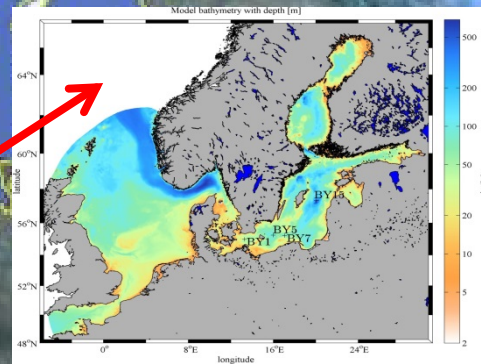 Model bathymetry with depth [m]
500
200
100
50
20
10
5
2
64°N
60°N
56°N
52°N
48°N
latitude
BY15
BY5
BY1
BY7
0°
8°E
16°E
24°E
longitude